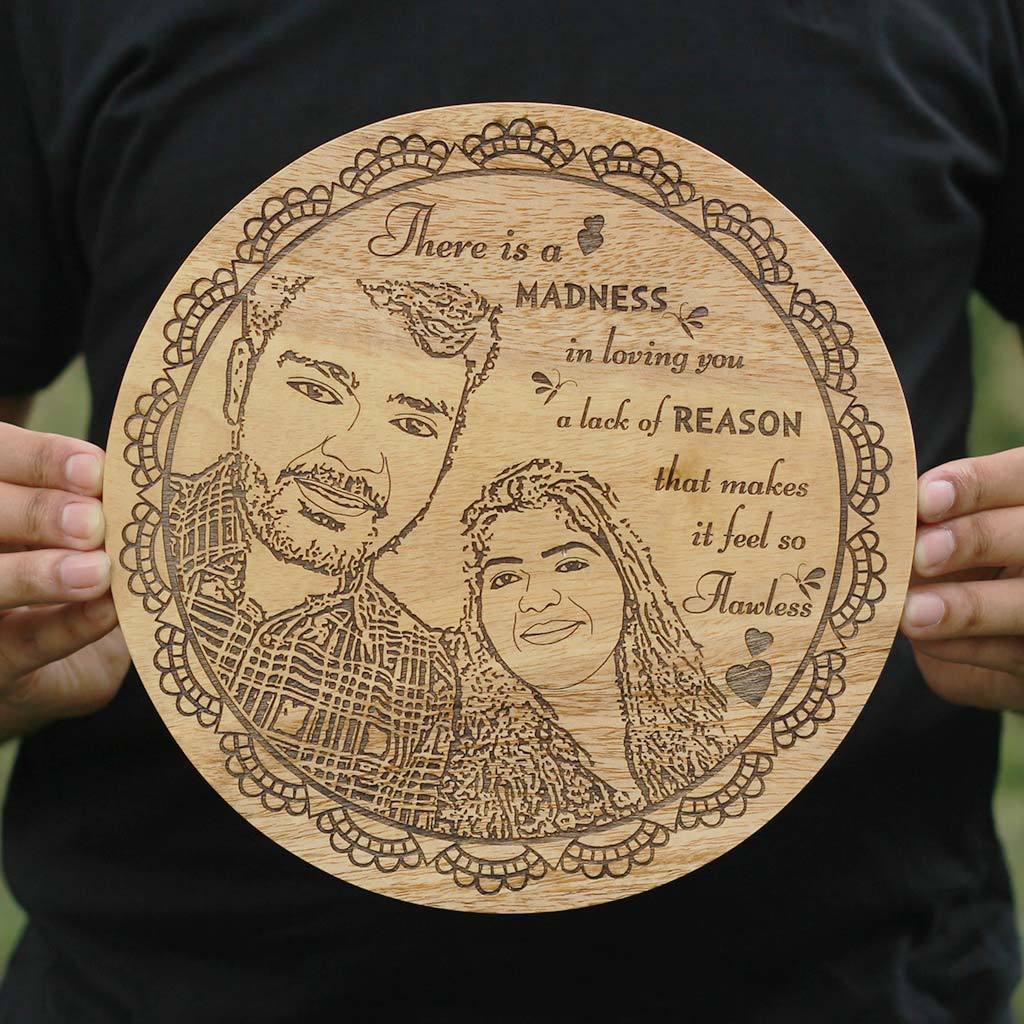 There is a
MADNESS
in loving you
a lack of REASON
that makes
it feel so
Flawless